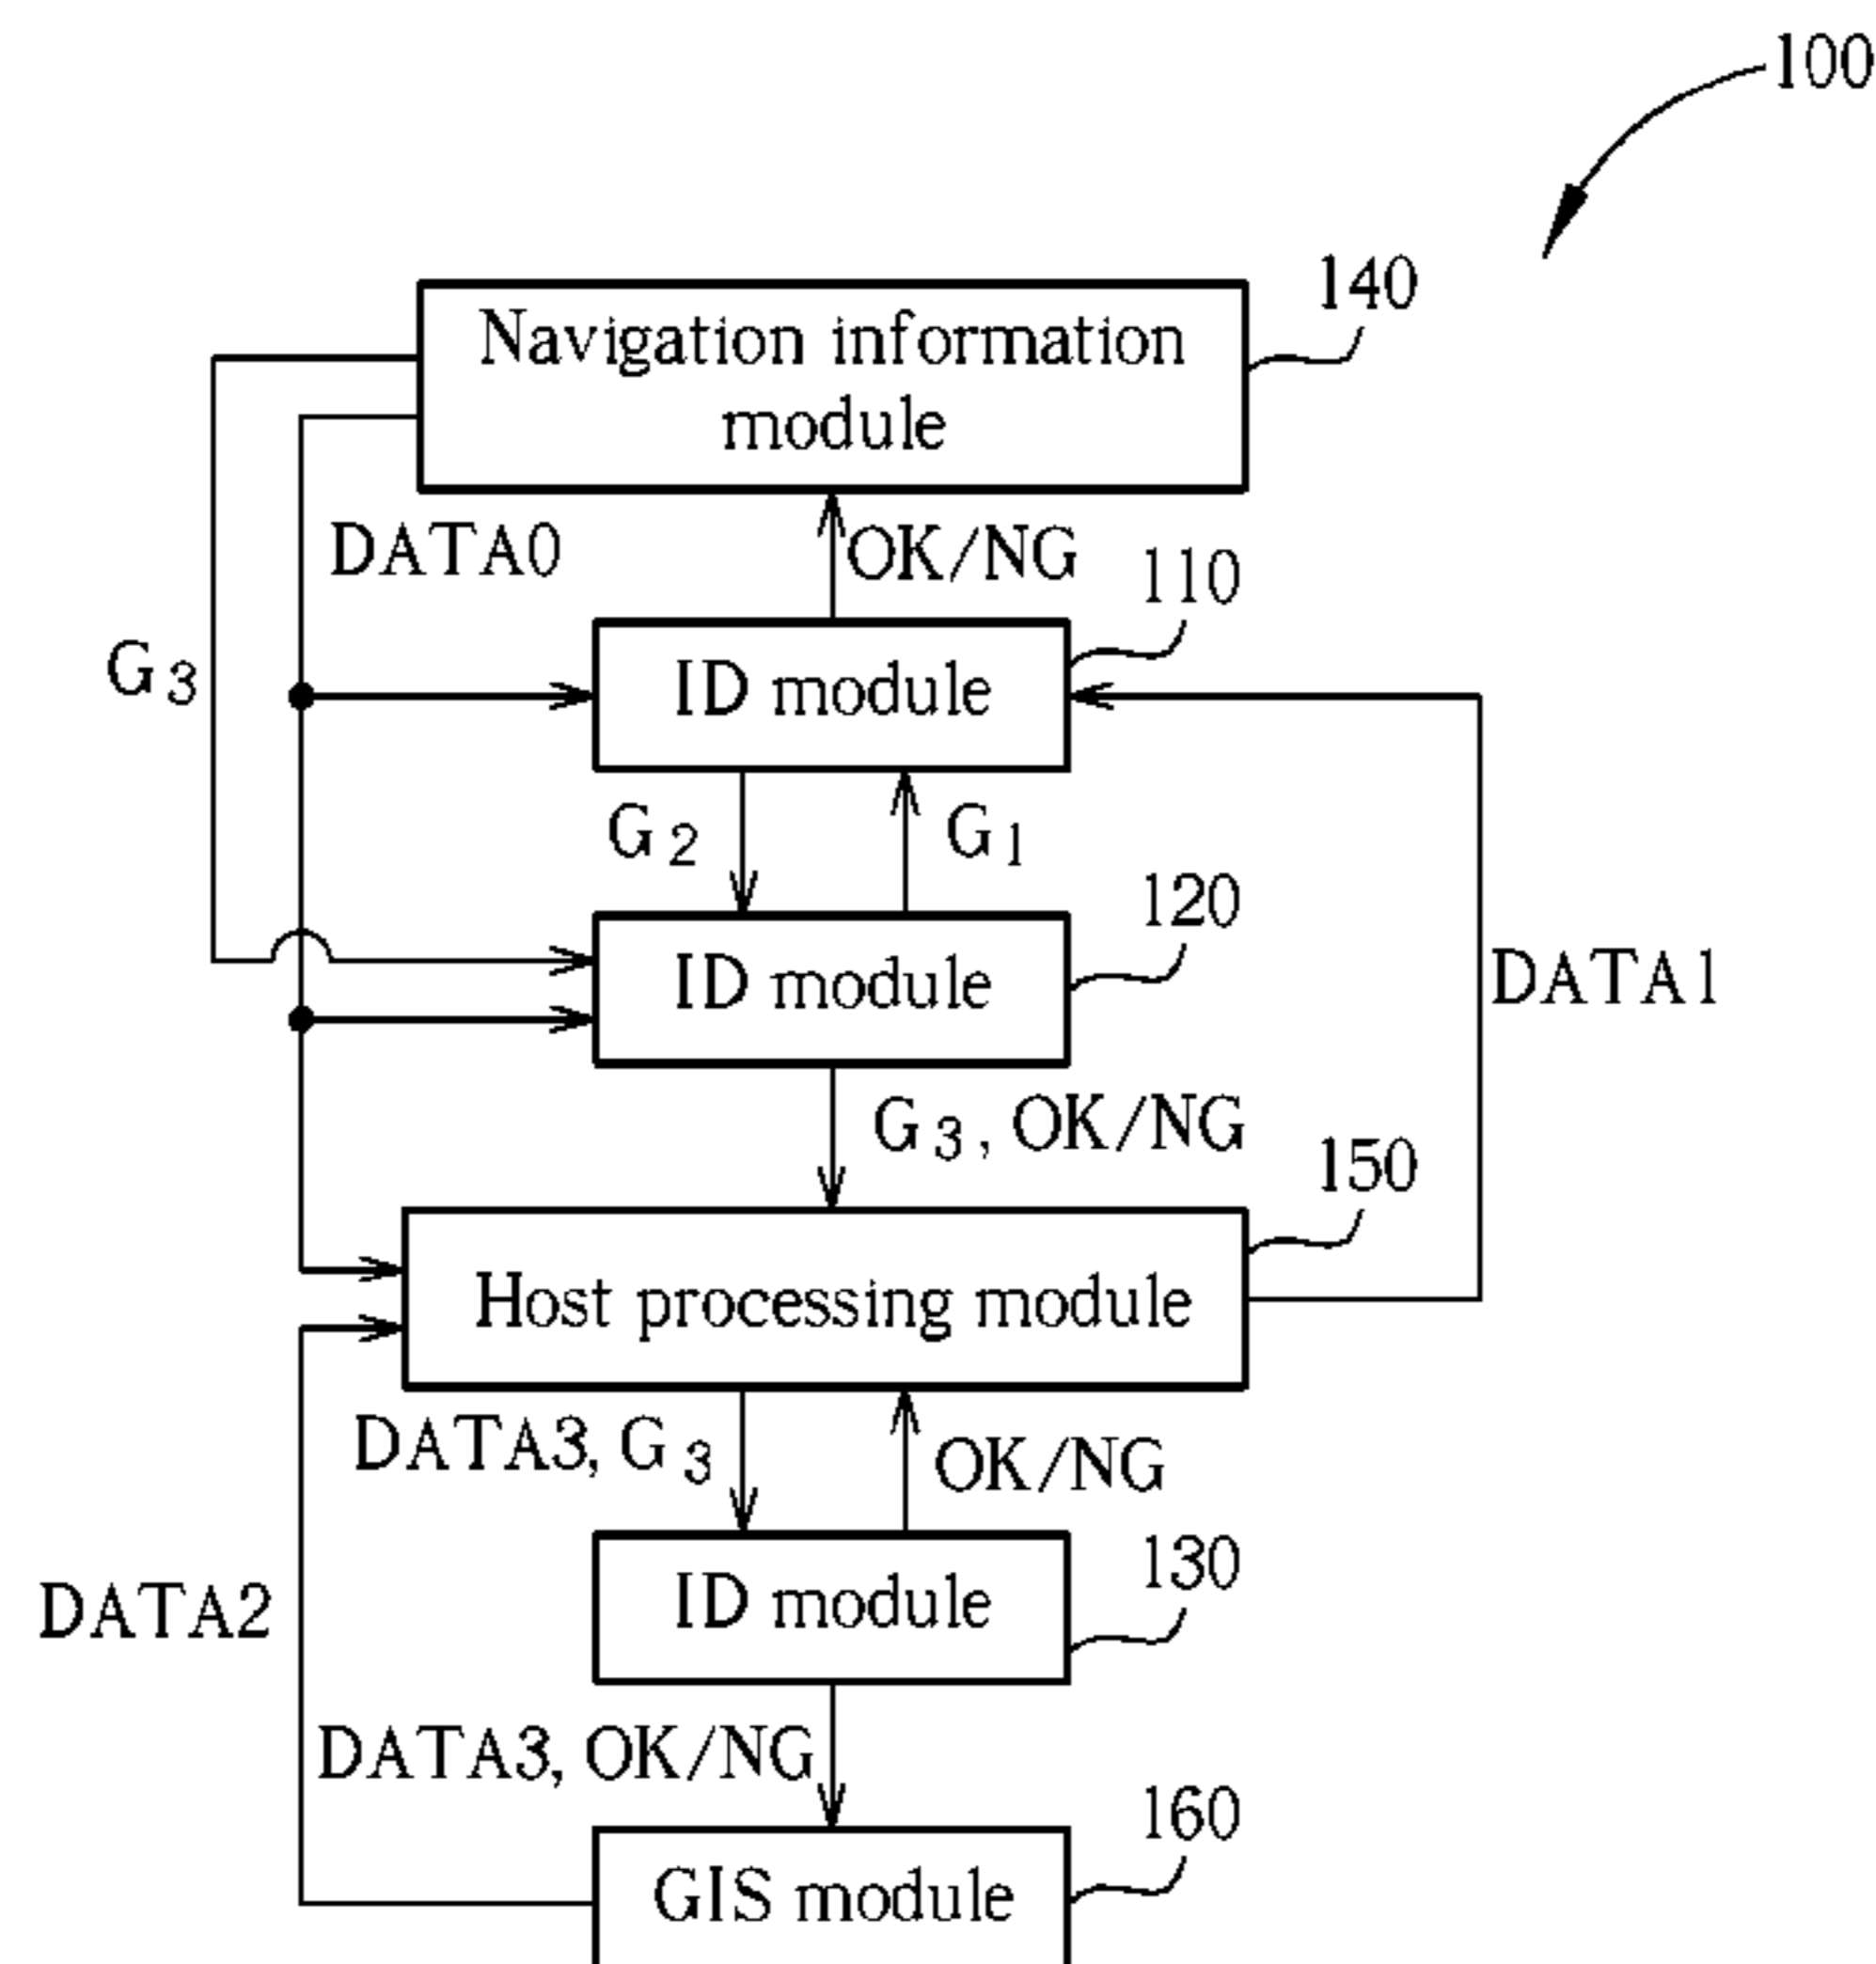 100
140
Navigation information
module
DATA0
OK/NG
110
G3
ID module
G2
G1
120
ID module
DATA1
G3, OK/NG
150
Host processing module
DATA3, G3
OK/NG
130
ID module
DATA2
DATA3, OK/NG
160
GIS module